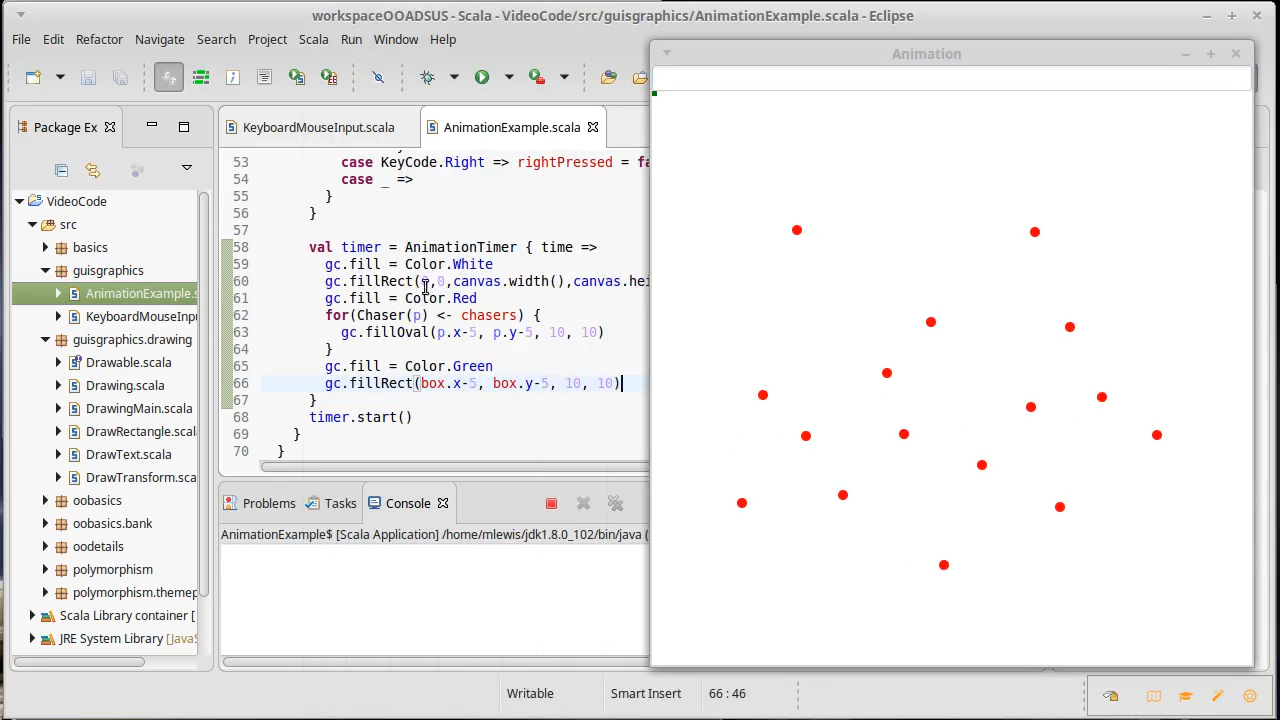 workspaceOOADSUS - Scala - VideoCode/src/guisgraphics/AnimationExample.scala - Eclipse
File Edit Refactor Navigate Search Project Scala Run Window Help
Animation
Package Ex
VideoCode
src
basics
guisgraphics
AnimationExample.s
KeyboardMouseInpu
guisgraphics.drawing
Drawable.scala
Drawing.scala
DrawingMain.scala
DrawRectangle.scal
DrawText.scala
DrawTransform.sca
oobasics
oobasics.bank
oodetails
polymorphism
polymorphism.themep
Scala Library container [
JRE System Library [JavaS
KeyboardMouseInput.scala AnimationExample.scala
53 case KeyCode.Right => rightPressed = fa
54 case _ =>
55 }
56 }
57
58 val timer = AnimationTimer { time =>
59 gc.fill = Color.White
60 gc.fillRect(0,0,canvas.width(),canvas.hei
61 gc.fill = Color.Red
62 for(Chaser(p) <- chasers) {
63 gc.fillOval(p.x-5, p.y-5, 10, 10)
64 }
65 gc.fill = Color.Green
66 gc.fillRect(box.x-5, box.y-5, 10, 10)
67 }
68 timer.start()
69 }
70 }
Problems Tasks Console
AnimationExample$ [Scala Application] /home/mlewis/jdk1.8.0_102/bin/java (
Writable Smart Insert 66 : 46